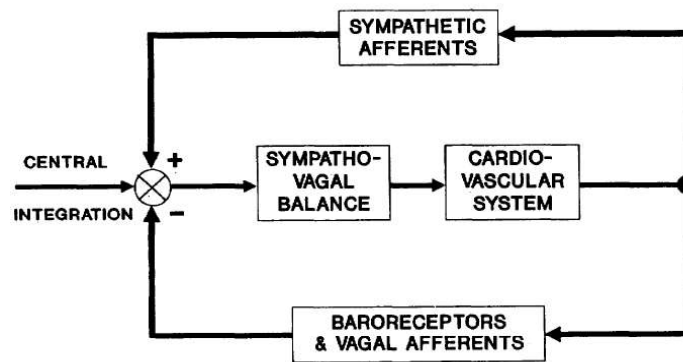 SYMPATHETIC
AFFERENTS
CENTRAL
INTEGRATION
+
−
SYMPATHO-
VAGAL
BALANCE
CARDIO-
VASCULAR
SYSTEM
BARORECEPTORS
& VAGAL AFFERENTS